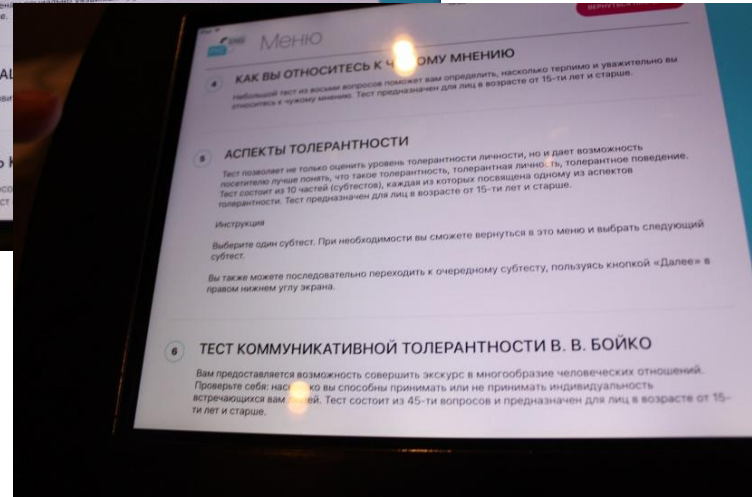 Меню
4 КАК ВЫ ОТНОСИТЕСЬ К ЧУЖОМУ МНЕНИЮ
Небольшой тест из восьми вопросов поможет вам определить, насколько терпимо и уважительно вы
относитесь к чужому мнению. Тест предназначен для лиц в возрасте от 15-ти лет и старше.
5 АСПЕКТЫ ТОЛЕРАНТНОСТИ
Тест позволяет не только оценить уровень толерантности личности, но и дает возможность
посетителю лучше понять, что такое толерантность, толерантная личность, толерантное поведение.
Тест состоит из 10 частей (субтестов), каждая из которых посвящена одному из аспектов
толерантности. Тест предназначен для лиц в возрасте от 15-ти лет и старше.
Инструкция
Выберите один субтест. При необходимости вы сможете вернуться в это меню и выбрать следующий
субтест.
Вы также можете последовательно переходить к очередному субтесту, пользуясь кнопкой «Далее» в
правом нижнем углу экрана.
6 ТЕСТ КОММУНИКАТИВНОЙ ТОЛЕРАНТНОСТИ В. В. БОЙКО
Вам предоставляется возможность совершить экскурс в многообразие человеческих отношений.
Проверьте себя: насколько вы способны принимать или не принимать индивидуальность
встречающихся вам людей. Тест состоит из 45-ти вопросов и предназначен для лиц в возрасте от 15-
ти лет и старше.